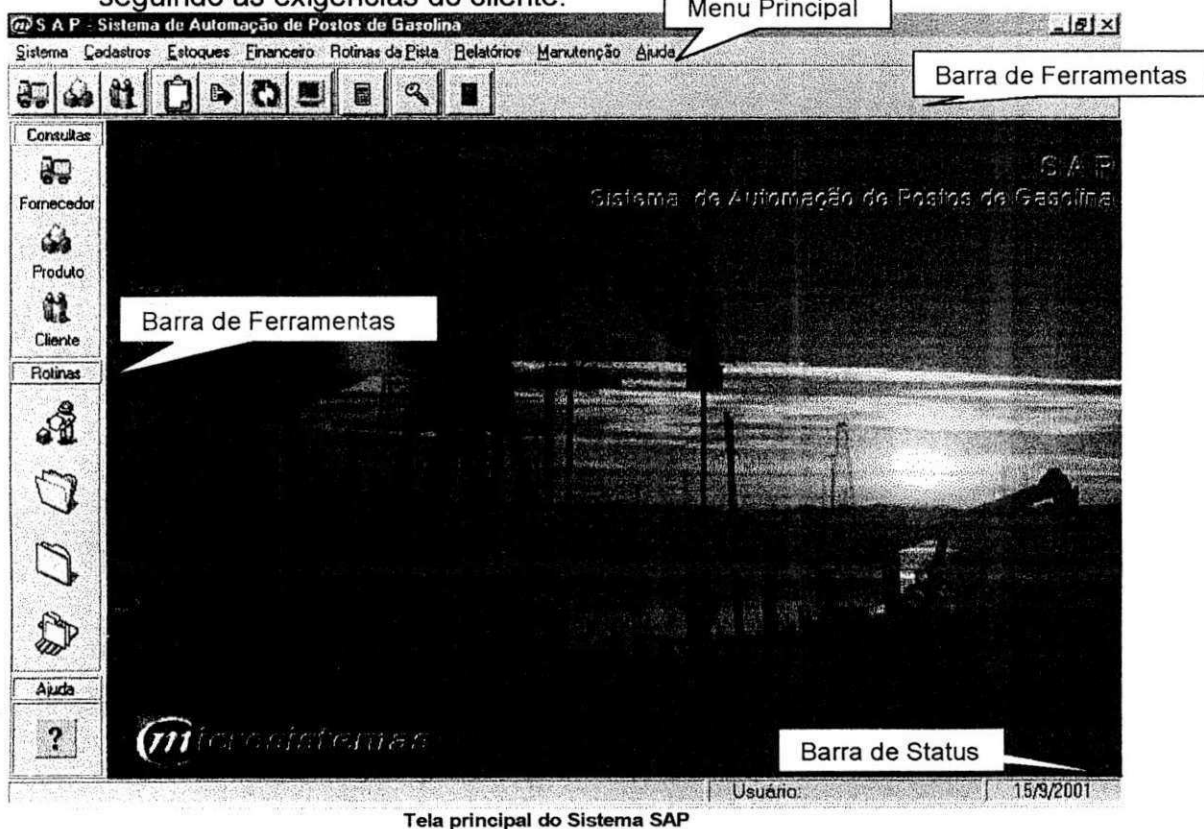 seguindo as exigências do cliente.
Menu Principal
S A P - Sistema de Automação de Postos de Gasolina
Sistema Cadastros Estoques Financeiro Rotinas da Pista Relatórios Manutenção Ajuda
Barra de Ferramentas
Consultas
Fornecedor
Produto
Cliente
Rotinas
Ajuda
?
S A P
Sistema de Automação de Postos de Gasolina
Barra de Ferramentas
microsistemas
Barra de Status
Usuário:
15/9/2001
Tela principal do Sistema SAP